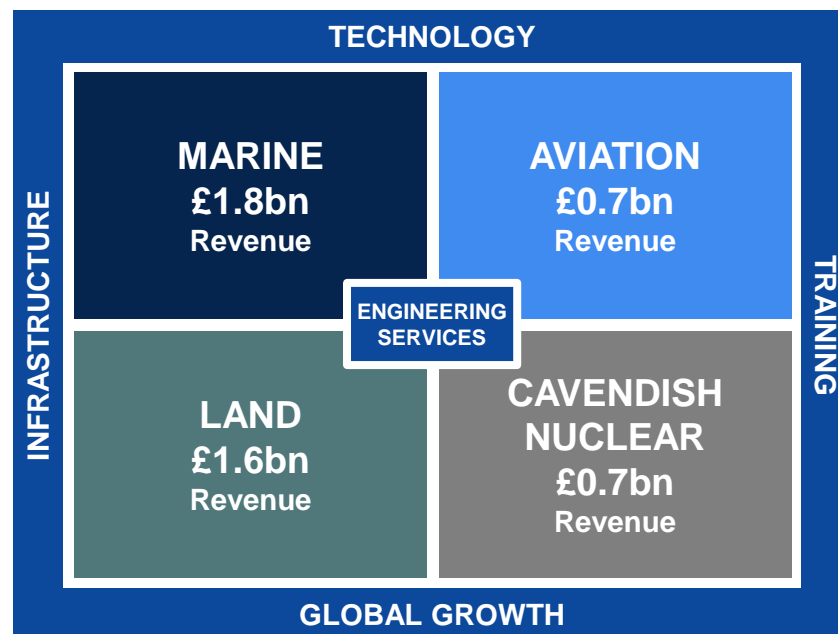 TECHNOLOGY
INFRASTRUCTURE
MARINE
£1.8bn
Revenue
AVIATION
£0.7bn
Revenue
TRAINING
ENGINEERING
SERVICES
LAND
£1.6bn
Revenue
CAVENDISH
NUCLEAR
£0.7bn
Revenue
GLOBAL GROWTH